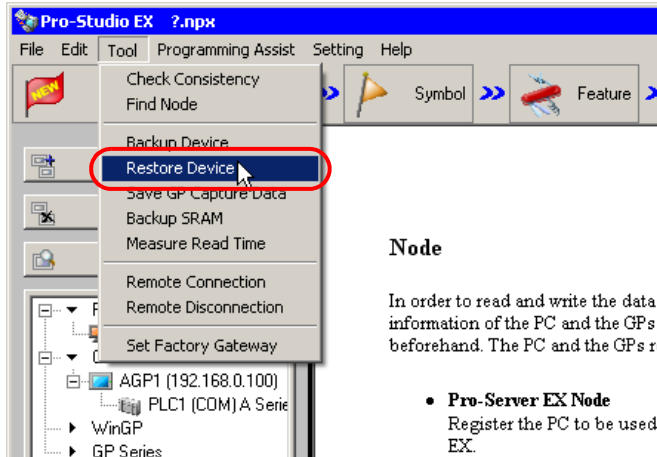 Pro-Studio EX ?.npx
File Edit Tool Programming Assist Setting Help
NEW
Symbol
Feature
Check Consistency
Find Node
Backup Device
Restore Device
Save GP Capture Data
Backup SRAM
Measure Read Time
Remote Connection
Remote Disconnection
Set Factory Gateway
AGP1 (192.168.0.100)
PLC1 (COM) A Serie
WinGP
GP Series
Node
In order to read and write the data
information of the PC and the GPs
beforehand. The PC and the GPs r
• Pro-Server EX Node
Register the PC to be used
EX.